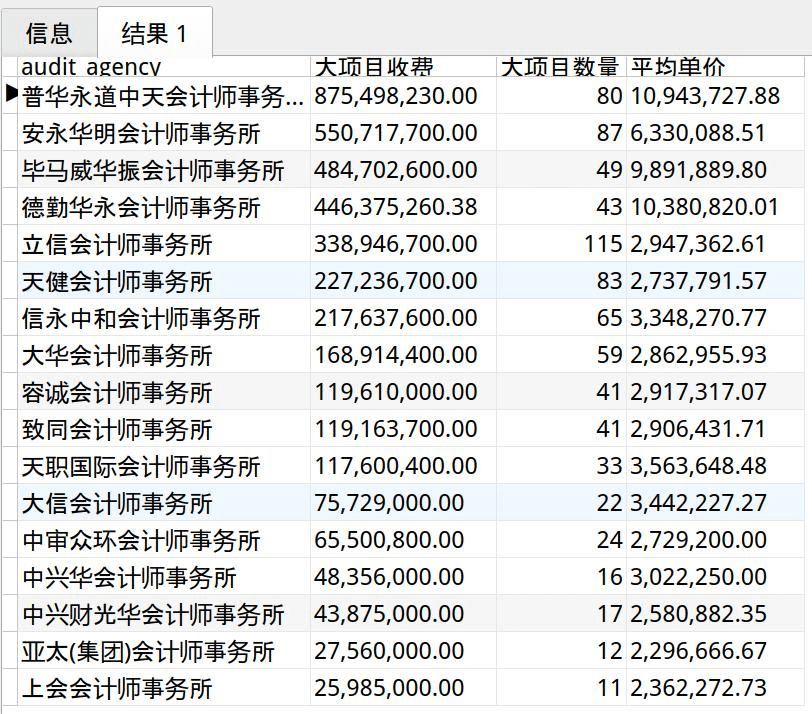 信息 结果 1
audit_agency 大项目收费 大项目数量 平均单价
普华永道中天会计师事务... 875,498,230.00 80 10,943,727.88
安永华明会计师事务所 550,717,700.00 87 6,330,088.51
毕马威华振会计师事务所 484,702,600.00 49 9,891,889.80
德勤华永会计师事务所 446,375,260.38 43 10,380,820.01
立信会计师事务所 338,946,700.00 115 2,947,362.61
天健会计师事务所 227,236,700.00 83 2,737,791.57
信永中和会计师事务所 217,637,600.00 65 3,348,270.77
大华会计师事务所 168,914,400.00 59 2,862,955.93
容诚会计师事务所 119,610,000.00 41 2,917,317.07
致同会计师事务所 119,163,700.00 41 2,906,431.71
天职国际会计师事务所 117,600,400.00 33 3,563,648.48
大信会计师事务所 75,729,000.00 22 3,442,227.27
中审众环会计师事务所 65,500,800.00 24 2,729,200.00
中兴华会计师事务所 48,356,000.00 16 3,022,250.00
中兴财光华会计师事务所 43,875,000.00 17 2,580,882.35
亚太(集团)会计师事务所 27,560,000.00 12 2,296,666.67
上会会计师事务所 25,985,000.00 11 2,362,272.73